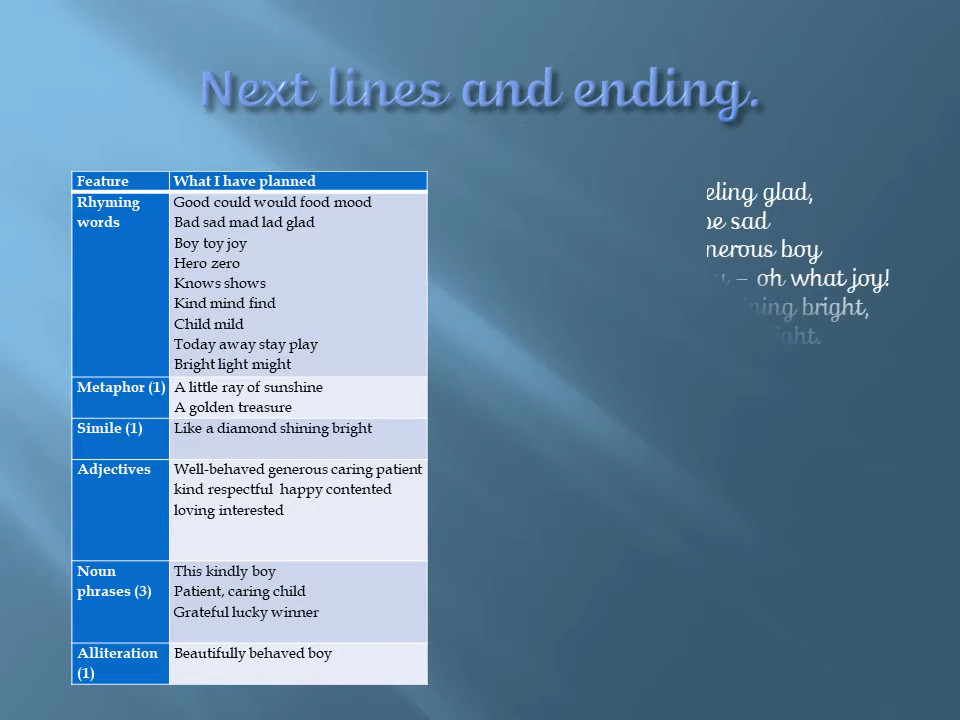 Next lines and ending.
Feature What I have planned
Rhyming words Good could would food mood
Bad sad mad lad glad
Boy toy joy
Hero zero
Knows shows
Kind mind find
Child mild
Today away stay play
Bright light might
Metaphor (1) A little ray of sunshine
A golden treasure
Simile (1) Like a diamond shining bright
Adjectives Well-behaved generous caring patient
kind respectful happy contented
loving interested
Noun phrases (3) This kindly boy
Patient, caring child
Grateful lucky winner
Alliteration (1) Beautifully behaved boy
glad,
sad
boy
– oh what joy!
bright,